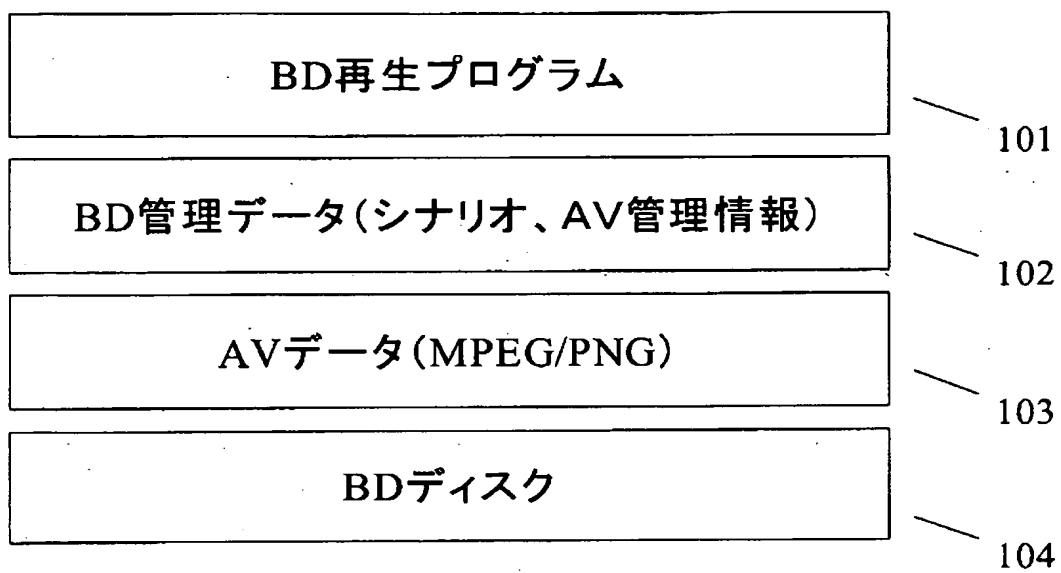 BD再生プログラム
101
BD管理データ（シナリオ、AV管理情報）
102
AVデータ（MPEG/PNG）
103
BDディスク
104